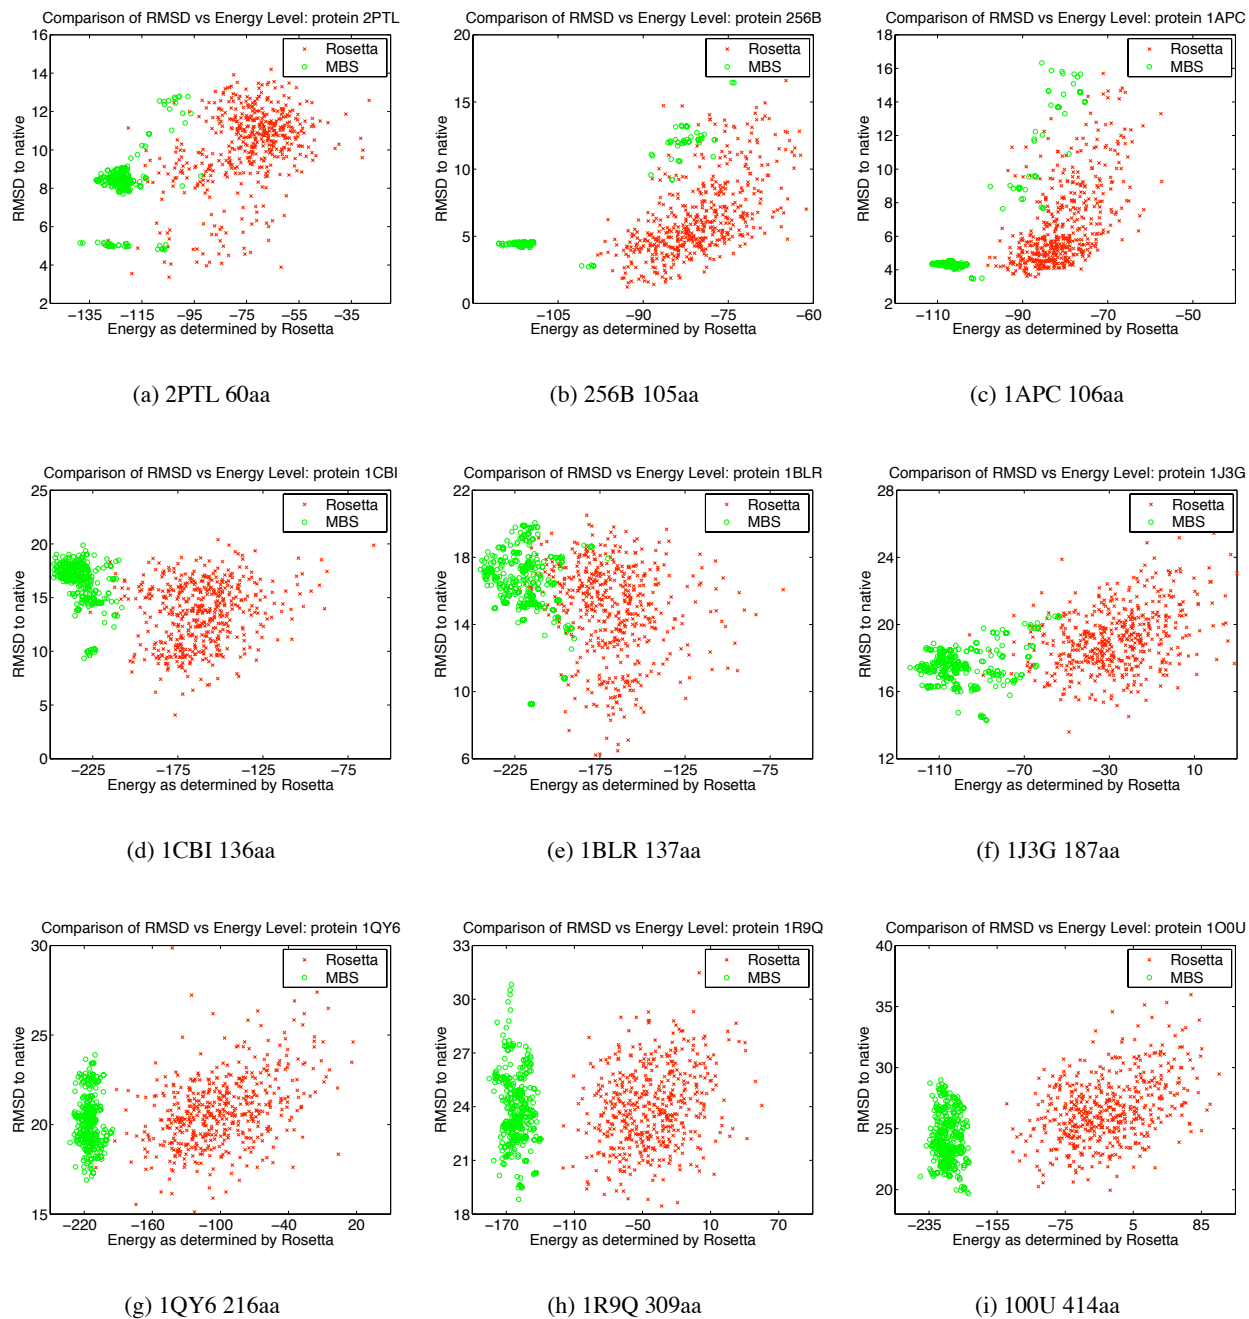 Comparison of RMSD vs Energy Level: protein 2PTL
16
14
12
10
8
6
4
2
RMSD to native
Rosetta
MBS
−135 −115 −95 −75 −55 −35
Energy as determined by Rosetta
(a) 2PTL 60aa
Comparison of RMSD vs Energy Level: protein 256B
20
15
10
5
0
RMSD to native
Rosetta
MBS
−105 −90 −75 −60
Energy as determined by Rosetta
(b) 256B 105aa
Comparison of RMSD vs Energy Level: protein 1APC
18
16
14
12
10
8
6
4
2
RMSD to native
Rosetta
MBS
−110 −90 −70 −50
Energy as determined by Rosetta
(c) 1APC 106aa
Comparison of RMSD vs Energy Level: protein 1CBI
25
20
15
10
5
0
RMSD to native
Rosetta
MBS
−225 −175 −125 −75
Energy as determined by Rosetta
(d) 1CBI 136aa
Comparison of RMSD vs Energy Level: protein 1BLR
22
18
14
10
6
RMSD to native
Rosetta
MBS
−225 −175 −125 −75
Energy as determined by Rosetta
(e) 1BLR 137aa
Comparison of RMSD vs Energy Level: protein 1J3G
28
24
20
16
12
RMSD to native
Rosetta
MBS
−110 −70 −30 10
Energy as determined by Rosetta
(f) 1J3G 187aa
Comparison of RMSD vs Energy Level: protein 1QY6
30
25
20
15
RMSD to native
Rosetta
MBS
−220 −160 −100 −40 20
Energy as determined by Rosetta
(g) 1QY6 216aa
Comparison of RMSD vs Energy Level: protein 1R9Q
33
30
27
24
21
18
RMSD to native
Rosetta
MBS
−170 −110 −50 10 70
Energy as determined by Rosetta
(h) 1R9Q 309aa
Comparison of RMSD vs Energy Level: protein 1O0U
40
35
30
25
20
RMSD to native
Rosetta
MBS
−235 −155 −75 5 85
Energy as determined by Rosetta
(i) 100U 414aa